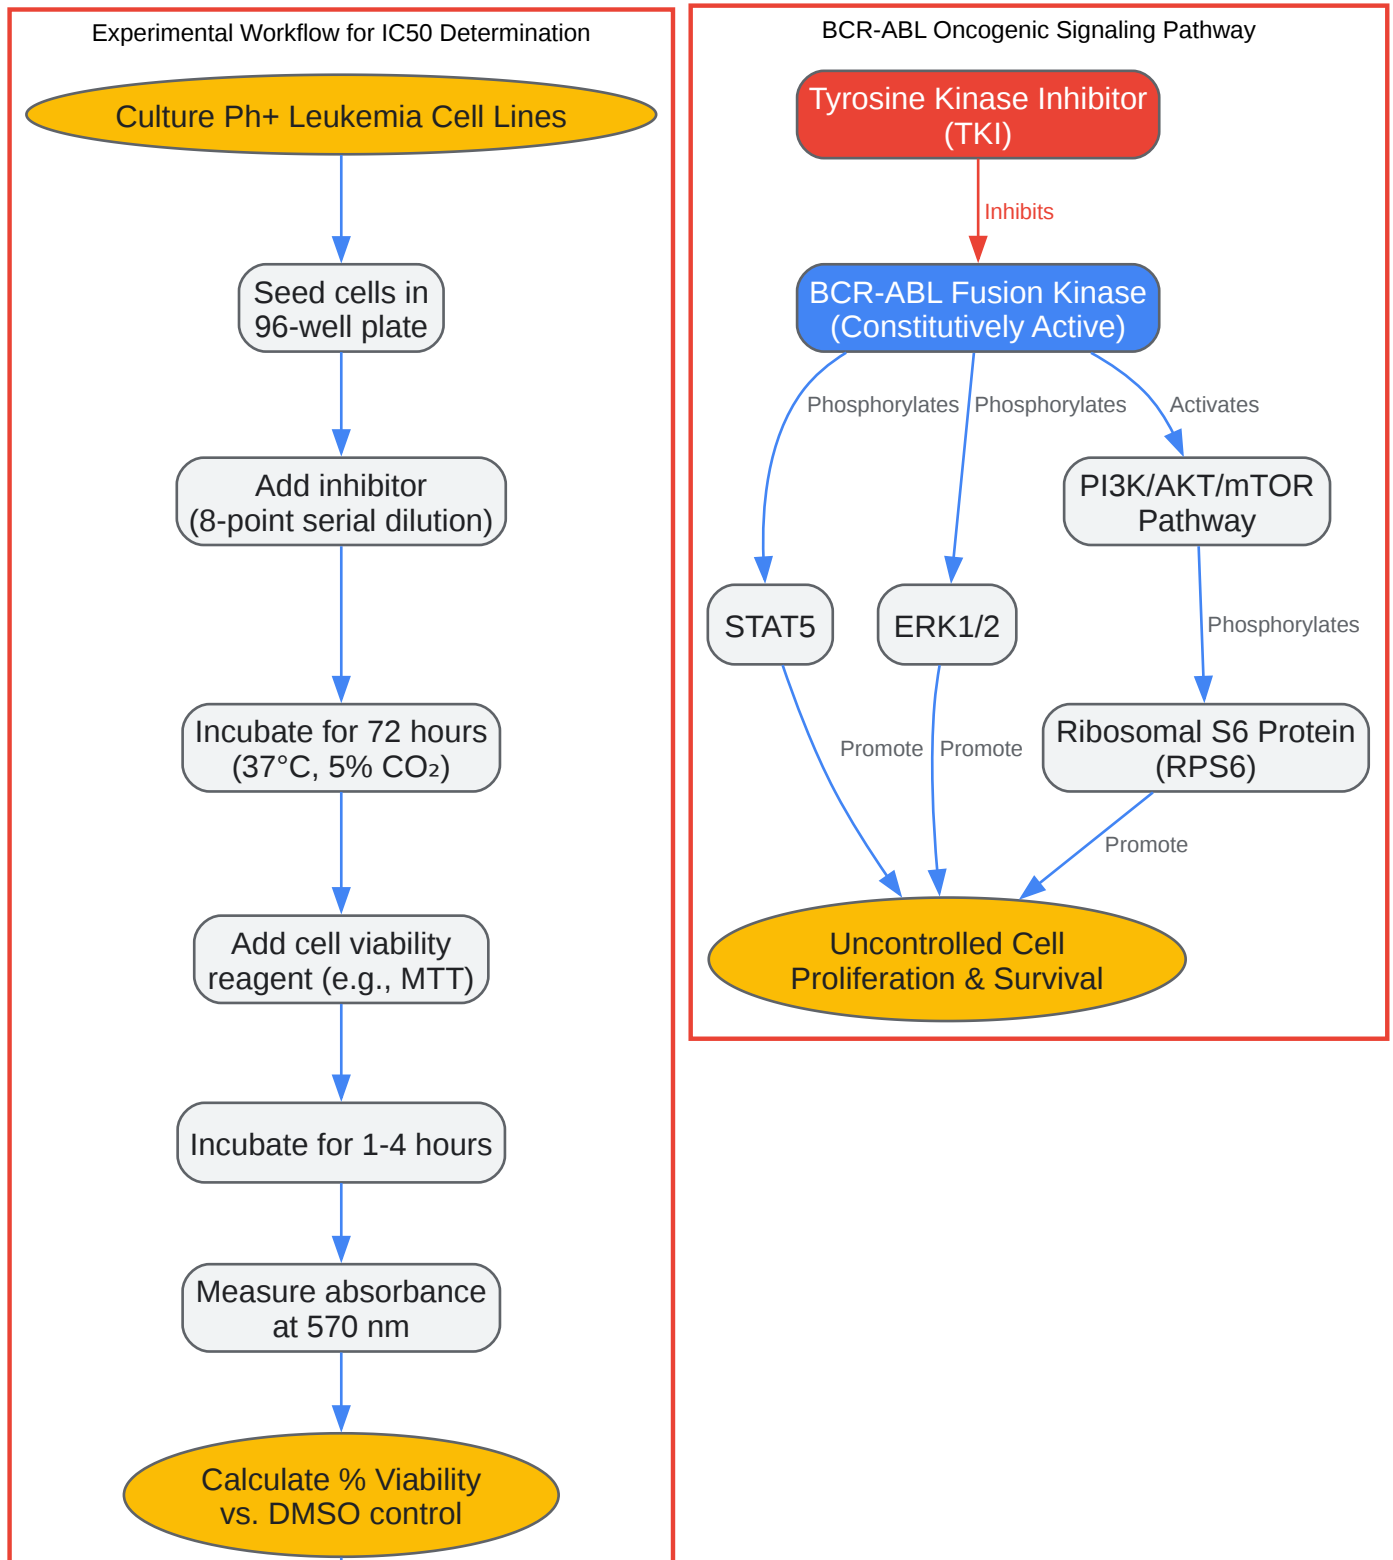 Experimental Workflow for IC50 Determination
Culture Ph+ Leukemia Cell Lines
Seed cells in
96-well plate
Add inhibitor
(8-point serial dilution)
Incubate for 72 hours
(37°C, 5% CO₂)
Add cell viability
reagent (e.g., MTT)
Incubate for 1-4 hours
Measure absorbance
at 570 nm
Calculate % Viability
vs. DMSO control
BCR-ABL Oncogenic Signaling Pathway
Tyrosine Kinase Inhibitor
(TKI)
Inhibits
BCR-ABL Fusion Kinase
(Constitutively Active)
Phosphorylates
Phosphorylates
Activates
PI3K/AKT/mTOR
Pathway
STAT5
ERK1/2
Phosphorylates
Ribosomal S6 Protein
(RPS6)
Promote
Promote
Promote
Uncontrolled Cell
Proliferation & Survival